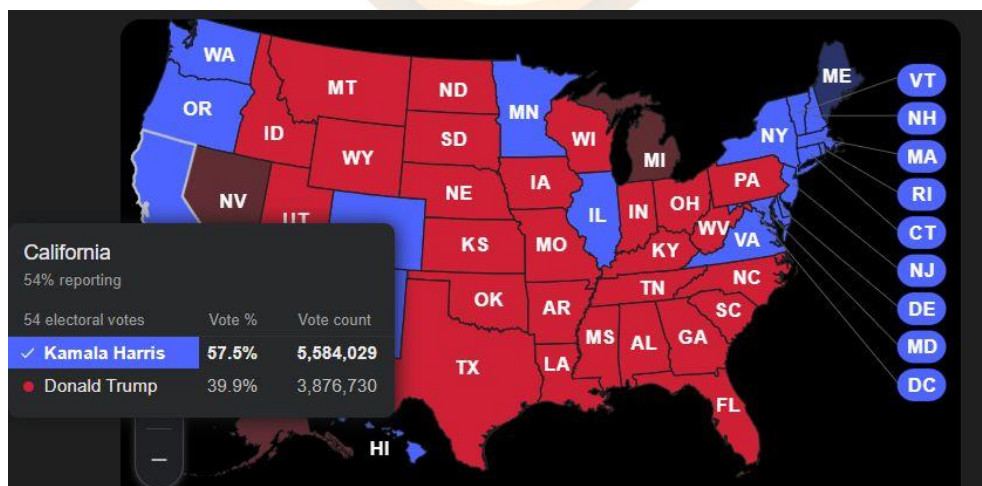 WA
OR
ID
MT
WY
ND
SD
NE
KS
OK
TX
MN
IA
MO
AR
LA
WI
IL
MI
IN
OH
KY
TN
MS
AL
GA
FL
SC
NC
WV
VA
PA
NY
ME
NV
UT
HI
VT
NH
MA
RI
CT
NJ
DE
MD
DC
California
54% reporting
54 electoral votes Vote % Vote count
✓ Kamala Harris 57.5% 5,584,029
Donald Trump 39.9% 3,876,730